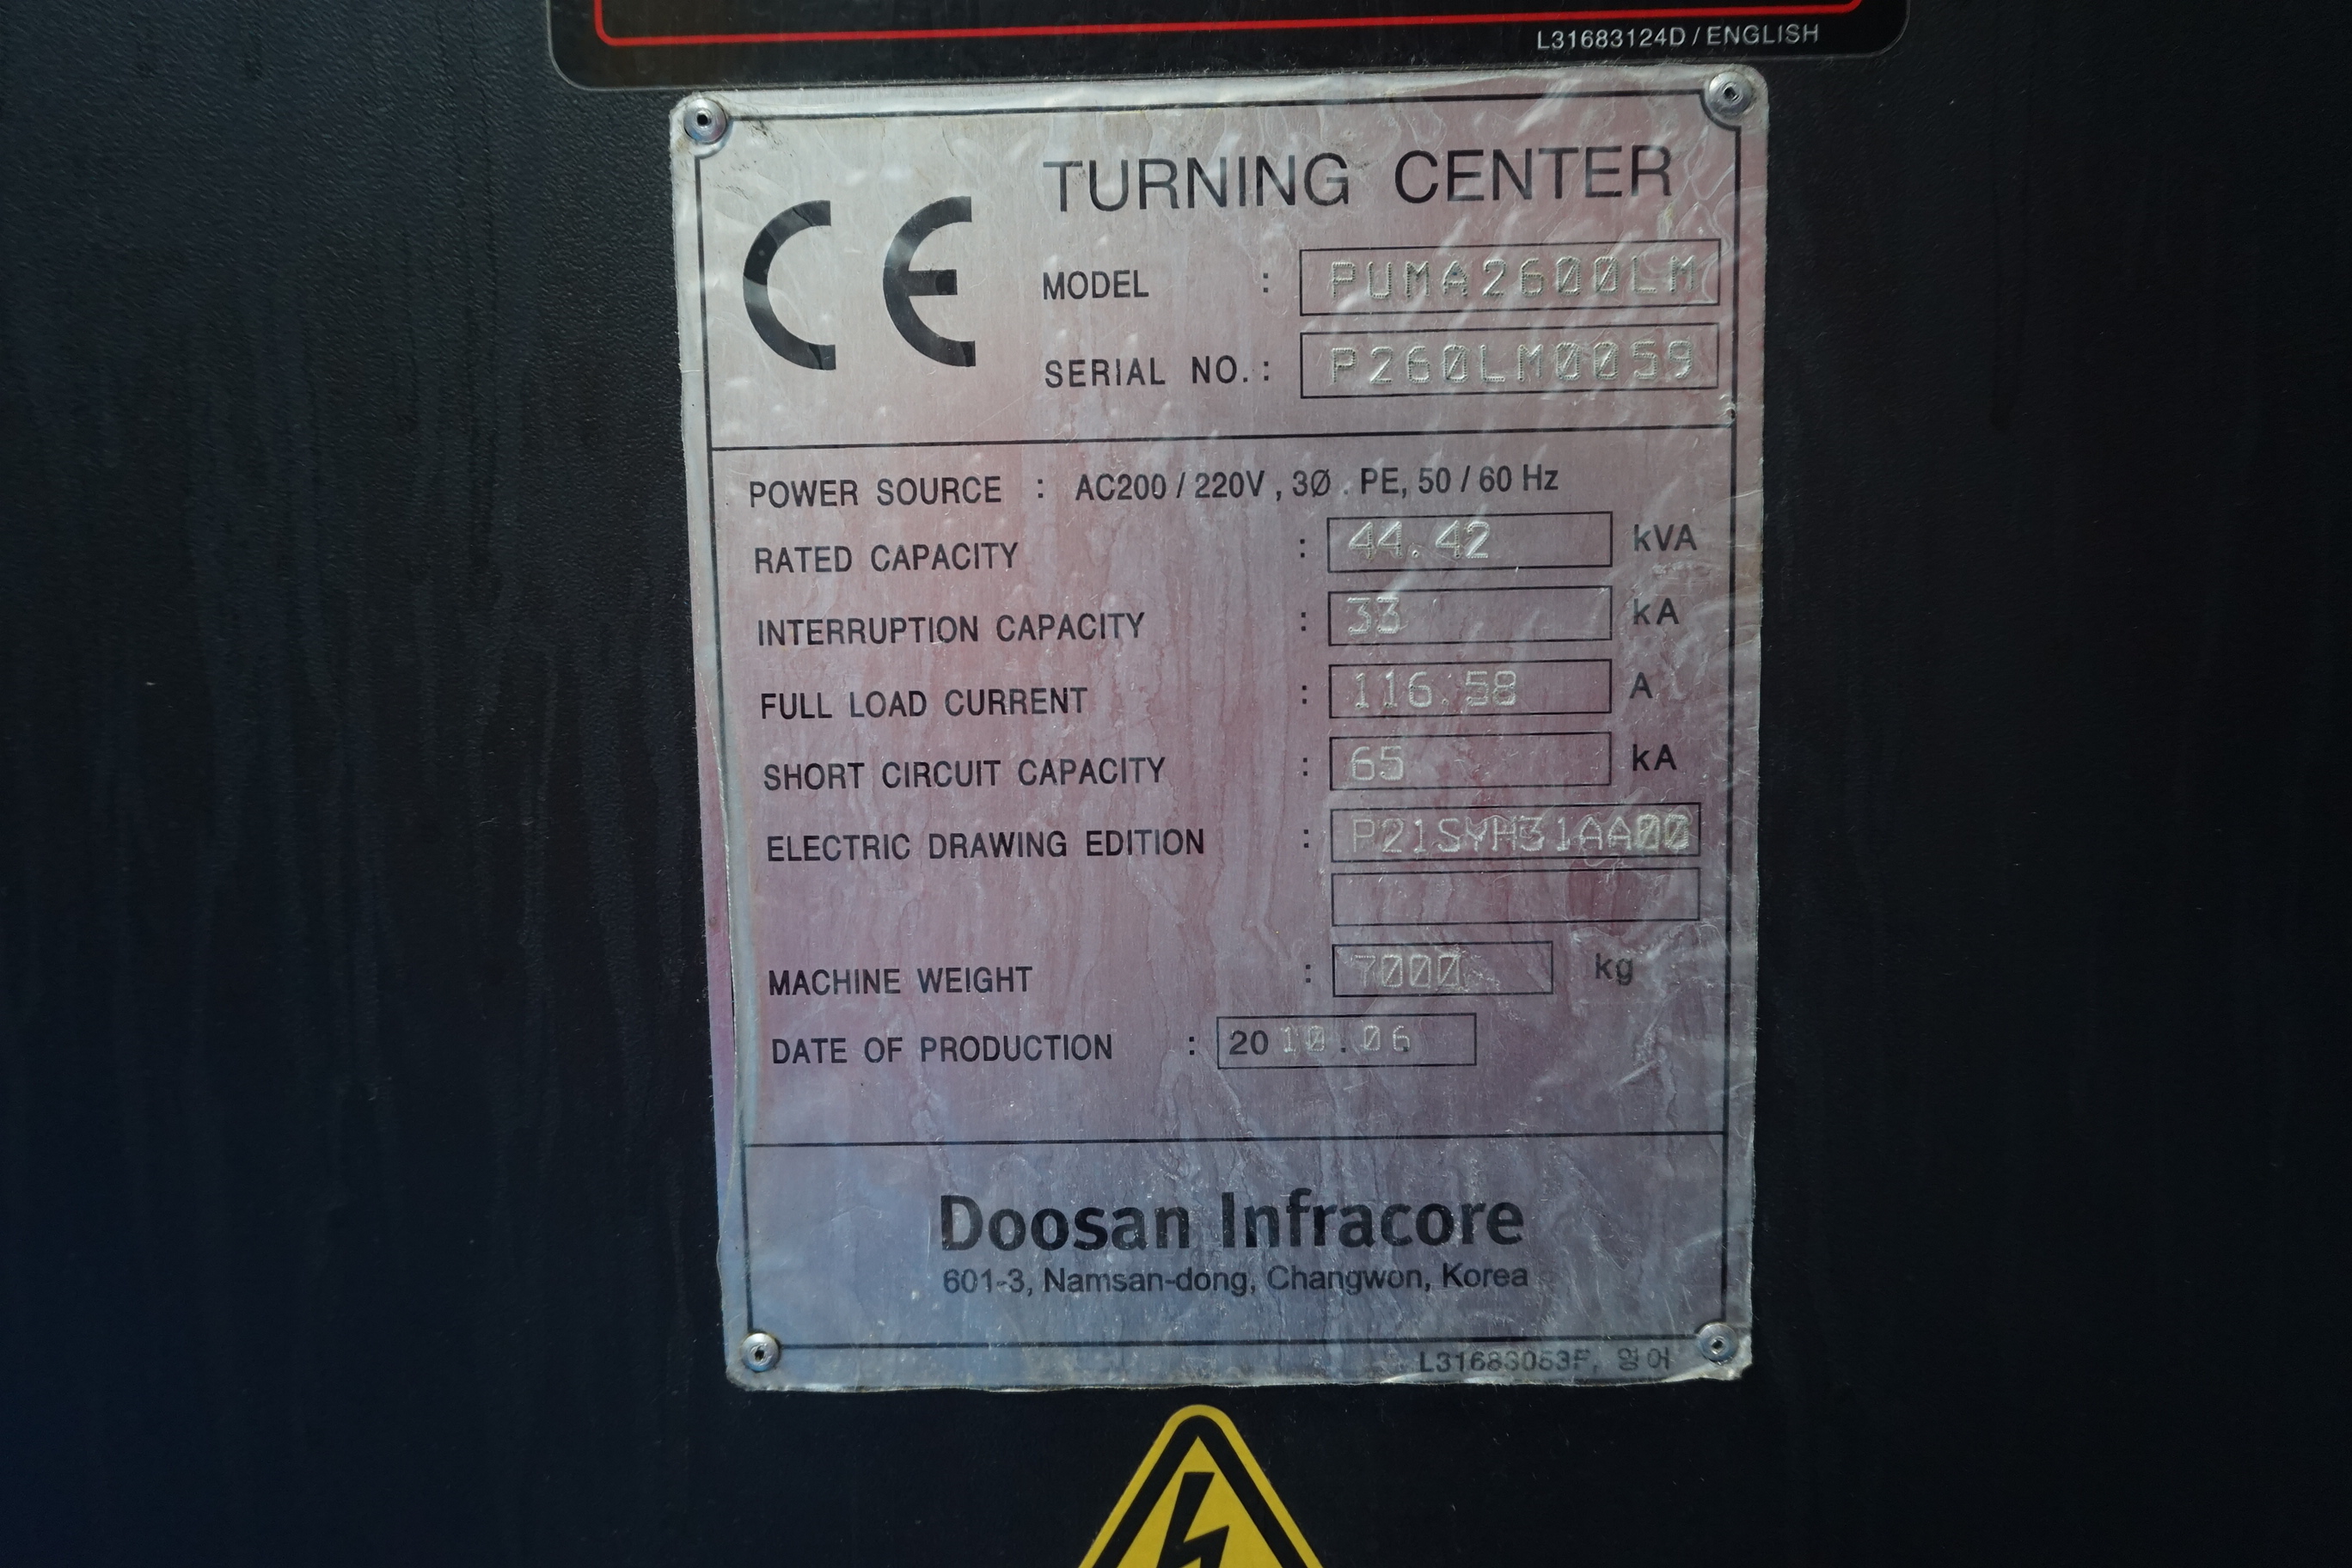 L31683124D / ENGLISH
CE
TURNING CENTER
MODEL : PUMA2600LM
SERIAL NO. : P260LM0059
POWER SOURCE : AC200 / 220V , 3Ø . PE, 50 / 60 Hz
RATED CAPACITY : 44.42 kVA
INTERRUPTION CAPACITY : 33 kA
FULL LOAD CURRENT : 116.58 A
SHORT CIRCUIT CAPACITY : 65 kA
ELECTRIC DRAWING EDITION : P21SYH31AA00
MACHINE WEIGHT : 7000 kg
DATE OF PRODUCTION : 2010.06
Doosan Infracore
601-3, Namsan-dong, Changwon, Korea
L31683053F, 영어